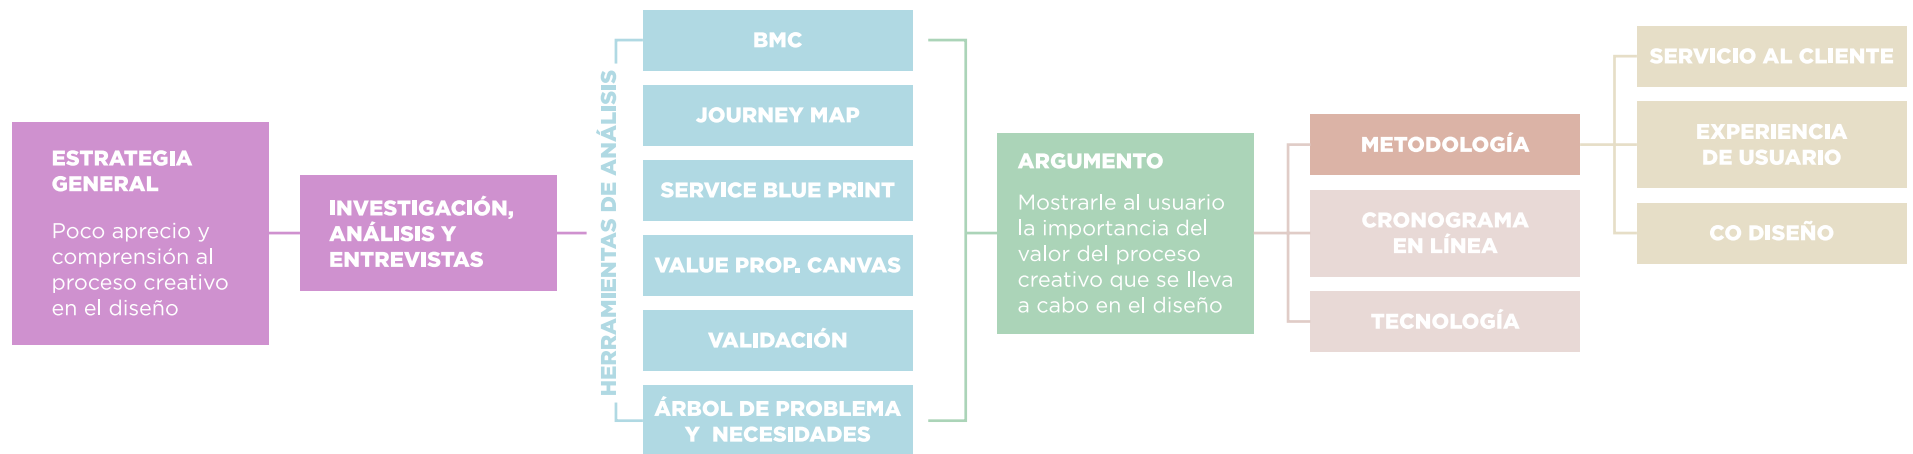 ESTRATEGIA
GENERAL
Poco aprecio y
comprensión al
proceso creativo
en el diseño
INVESTIGACIÓN,
ANÁLISIS Y
ENTREVISTAS
HERRAMIENTAS DE ANÁLISIS
BMC
JOURNEY MAP
SERVICE BLUE PRINT
VALUE PROP. CANVAS
VALIDACIÓN
ÁRBOL DE PROBLEMA
Y NECESIDADES
ARGUMENTO
Mostrarle al usuario
la importancia del
valor del proceso
creativo que se lleva
a cabo en el diseño
METODOLOGÍA
CRONOGRAMA
EN LÍNEA
TECNOLOGÍA
SERVICIO AL CLIENTE
EXPERIENCIA
DE USUARIO
CO DISEÑO